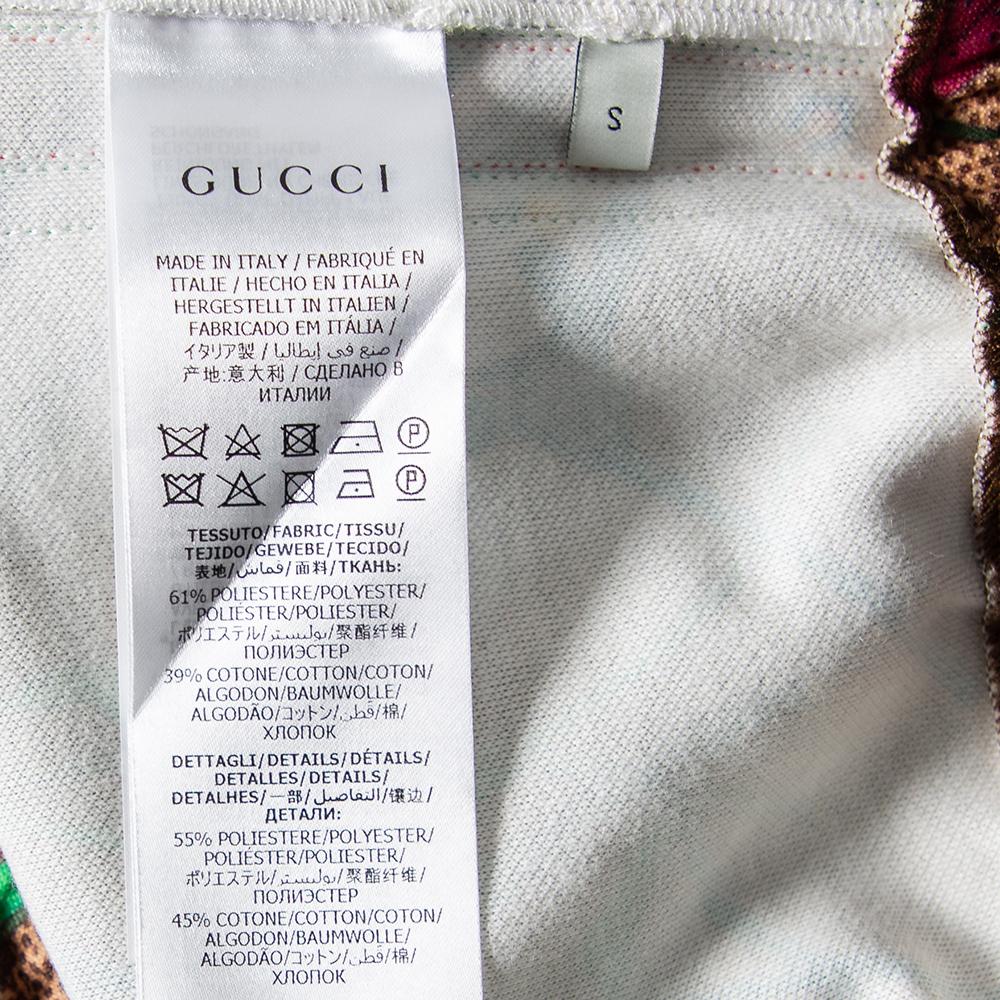 GUCCI
MADE IN ITALY / FABRIQUÉ EN
ITALIE / HECHO EN ITALIA /
HERGESTELLT IN ITALIEN /
FABRICADO EM ITÁLIA /
イタリア製 / صنع في إيطاليا /
产地:意大利 / СДЕЛАНО В
ИТАЛИИ
P
P
TESSUTO/FABRIC/TISSU/
TEJIDO/GEWEBE/TECIDO/
表地/قماش/面料/ТКАНЬ:
61% POLIESTERE/POLYESTER/
POLIÉSTER/POLIESTER/
ポリエステル/بوليستر/聚酯纤维/
ПОЛИЭСТЕР
39% COTONE/COTTON/COTON/
ALGODON/BAUMWOLLE/
ALGODÃO/コットン/قطن/棉/
ХЛОПОК
DETTAGLI/DETAILS/DÉTAILS/
DETALLES/DETAILS/
DETALHES/一部/التفاصيل/镶边/
ДЕТАЛИ:
55% POLIESTERE/POLYESTER/
POLIÉSTER/POLIESTER/
ポリエステル/بوليستر/聚酯纤维/
ПОЛИЭСТЕР
45% COTONE/COTTON/COTON/
ALGODON/BAUMWOLLE/
ALGODÃO/コットン/قطن/棉/
ХЛОПОК
S